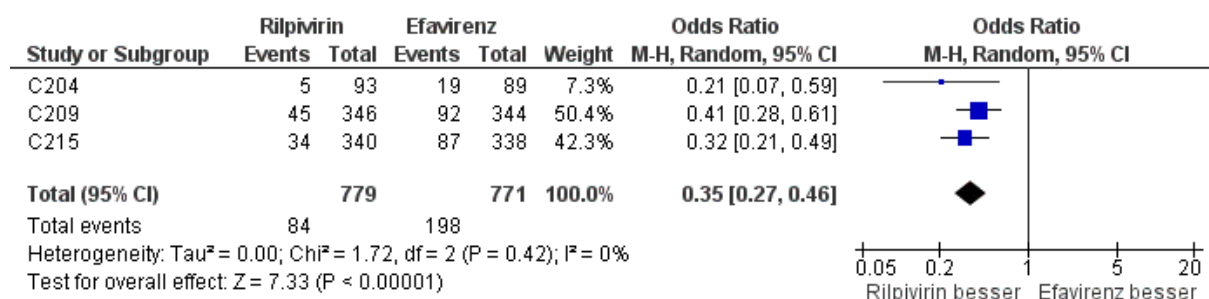 Rilpivirin Efavirenz Odds Ratio Odds Ratio
Study or Subgroup Events Total Events Total Weight M-H, Random, 95% CI M-H, Random, 95% CI
C204 5 93 19 89 7.3% 0.21 [0.07, 0.59]
C209 45 346 92 344 50.4% 0.41 [0.28, 0.61]
C215 34 340 87 338 42.3% 0.32 [0.21, 0.49]
Total (95% CI) 779 771 100.0% 0.35 [0.27, 0.46]
Total events 84 198
Heterogeneity: Tau² = 0.00; Chi² = 1.72, df = 2 (P = 0.42); I² = 0%
Test for overall effect: Z = 7.33 (P < 0.00001)
0.05 0.2 1 5 20
Rilpivirin besser Efavirenz besser